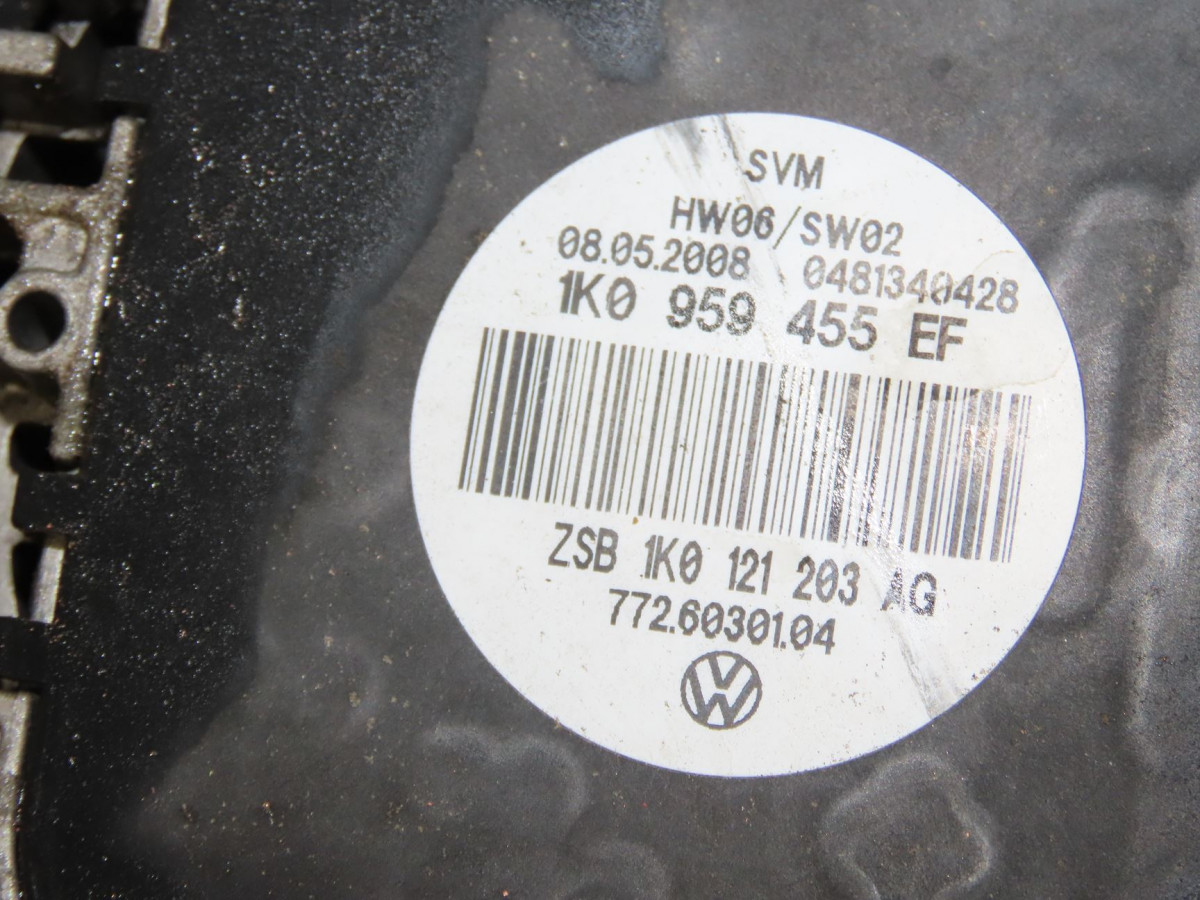 SVM
HW06/SW02
08.05.2008 0481340428
1K0 959 455 EF
ZSB 1K0 121 203 AG
772.60301.04
VW